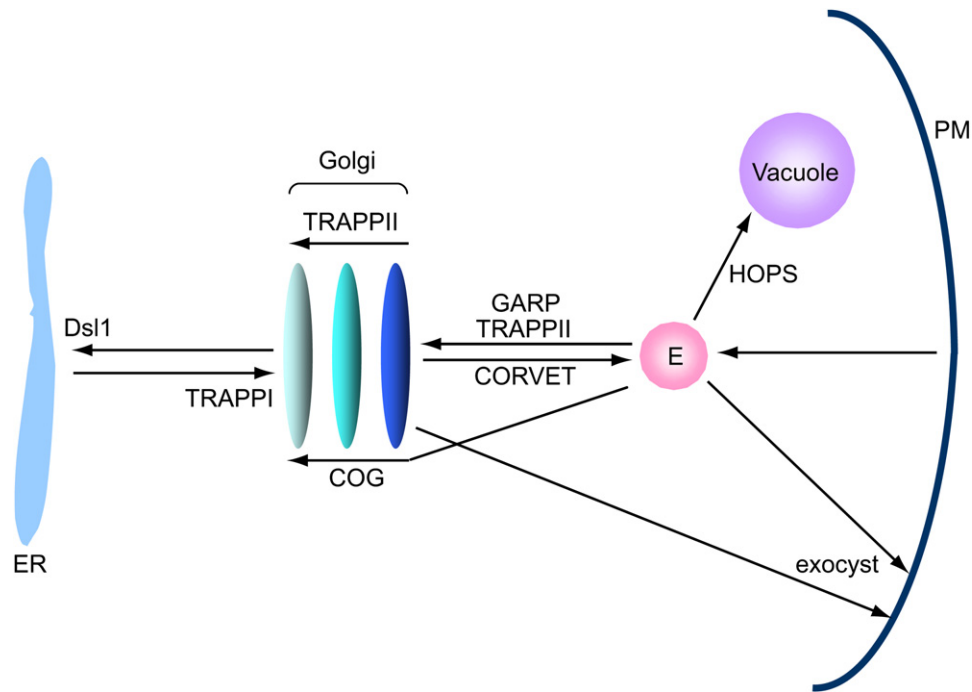 PM
Golgi
Vacuole
TRAPPII
HOPS
GARP
TRAPPII
Dsl1
E
TRAPPI
CORVET
COG
exocyst
ER